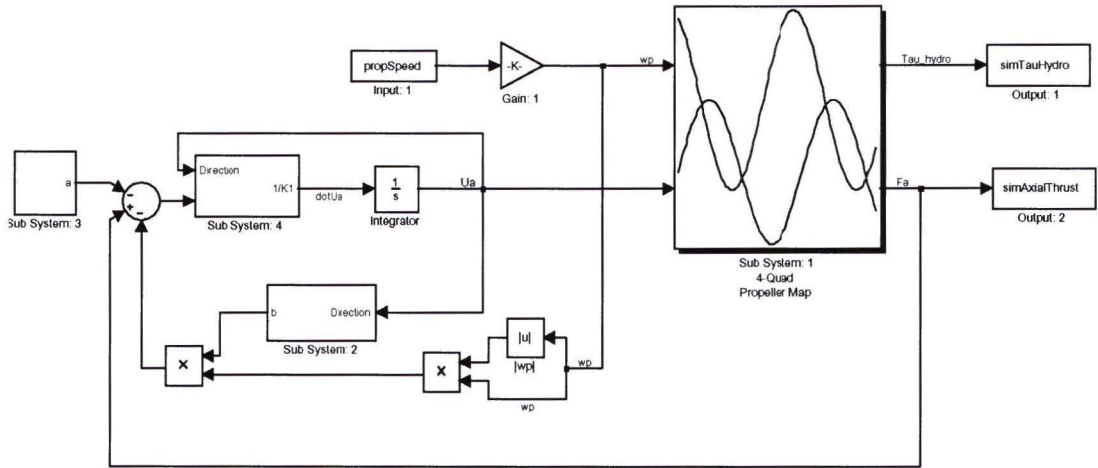 propSpeed
Input: 1
-K-
Gain: 1
wp
Tau_hydro
simTauHydro
Output: 1
a
Sub System: 3
-
+
-
Direction
1/K1
Sub System: 4
dotUa
1
s
Integrator
Ua
Fa
simAxialThrust
Output: 2
Sub System: 1
4-Quad
Propeller Map
b
Direction
Sub System: 2
×
×
|u|
|wp|
wp
wp